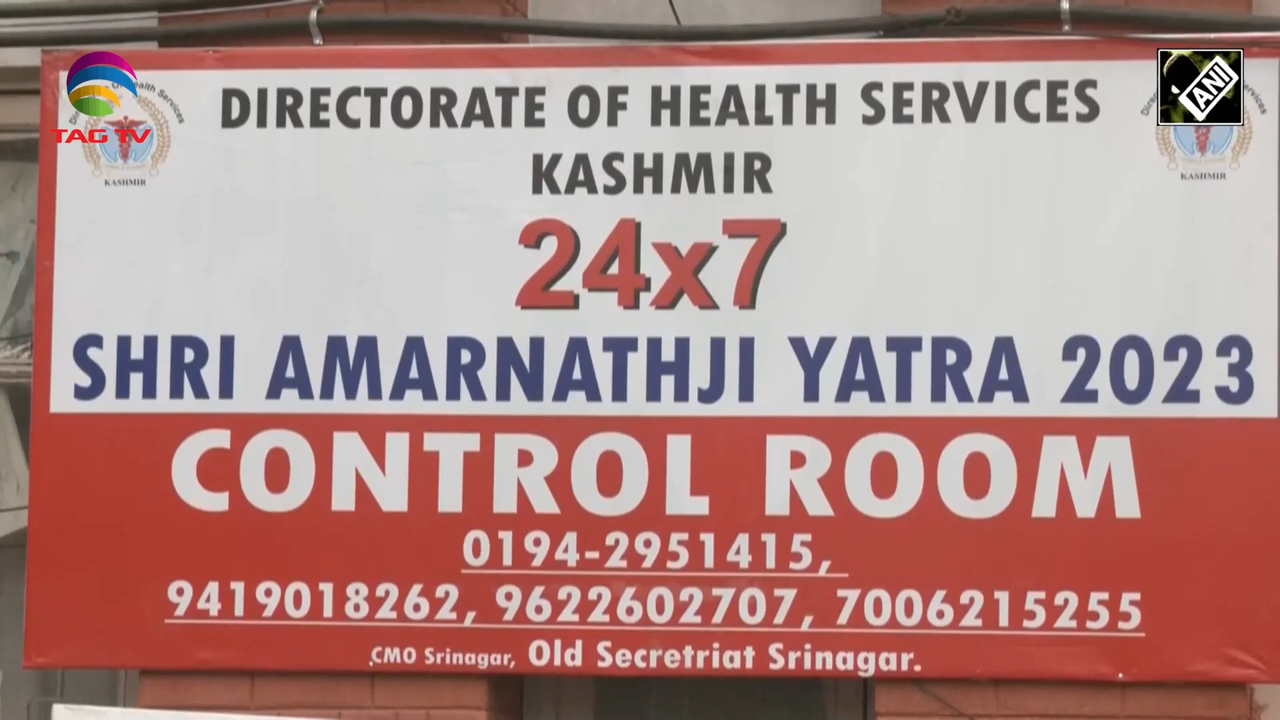 DIRECTORATE OF HEALTH SERVICES
KASHMIR
24x7
SHRI AMARNATHJI YATRA 2023
CONTROL ROOM
0194-2951415,
9419018262, 9622602707, 7006215255
CMO Srinagar, Old Secretriat Srinagar.
TAG TV
KASHMIR
ANI
KASHMIR